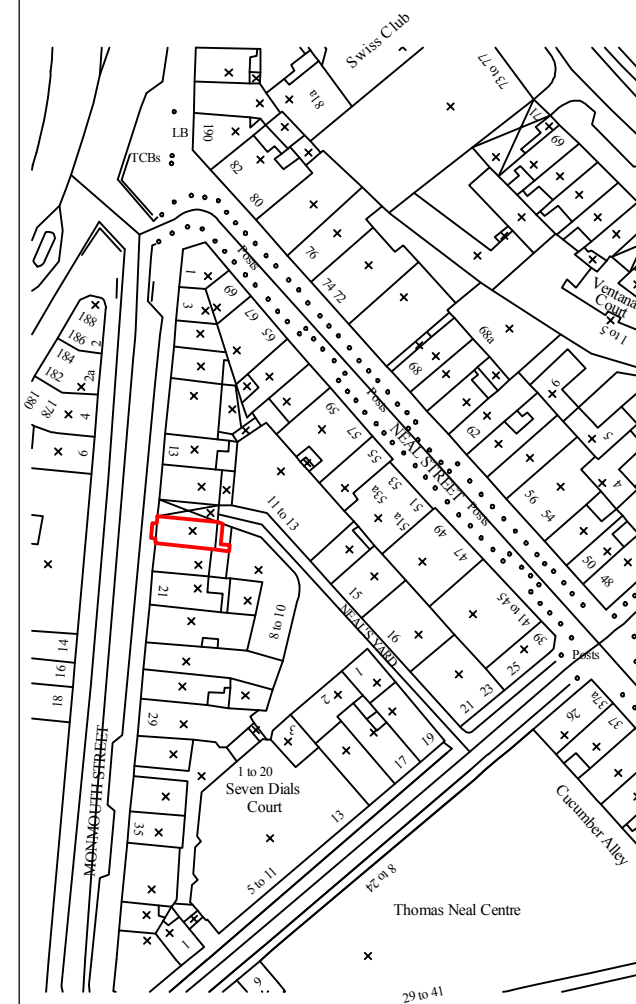 Swiss Club
73 to 77
81a
71
69
LB
190
TCBs
82
80
Posts
76
74 72
Ventana
Court
1 to 5
1
3
69
67
65
68a
188
186
2
184
182
2a
180
178
4
6
68
Posts
6
59
57
62
5
NEAL STREET
55
53
4
13
11 to 13
53a
51
51a
Posts
56
54
49
47
50
48
21
15
8 to 10
NEAL'S YARD
16
41 to 45
39
14
16
18
25
Posts
1
2
23
21
37a
37
26
29
3
19
17
MONMOUTH STREET
1 to 20
Seven Dials
Court
13
35
Cucumber Alley
5 to 11
8 to 24
Thomas Neal Centre
1
9
29 to 41